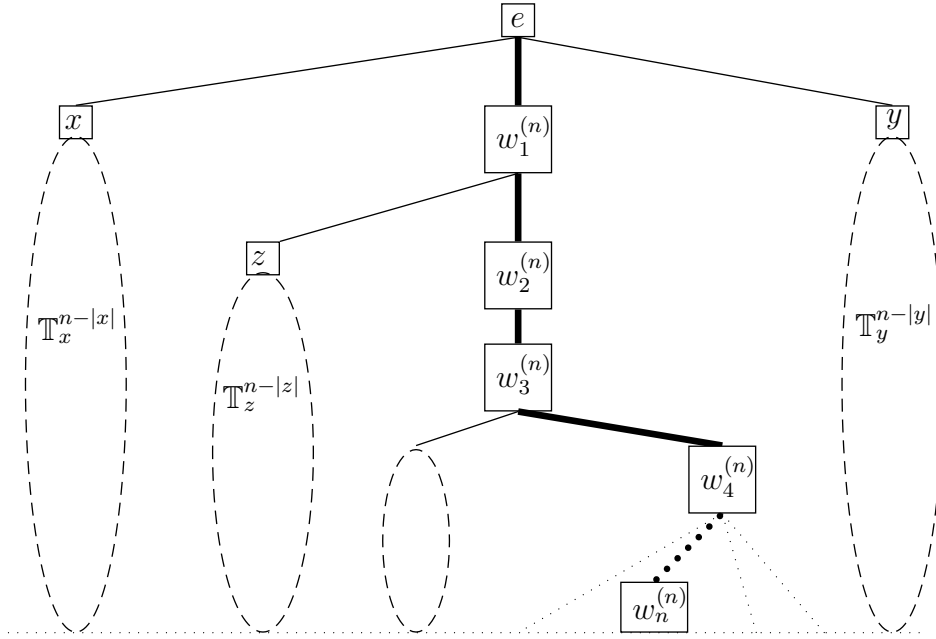 e
x
w_1^{(n)}
y
z
w_2^{(n)}
𝕋_x^{n-|x|}
𝕋_y^{n-|y|}
w_3^{(n)}
𝕋_z^{n-|z|}
w_4^{(n)}
w_n^{(n)}